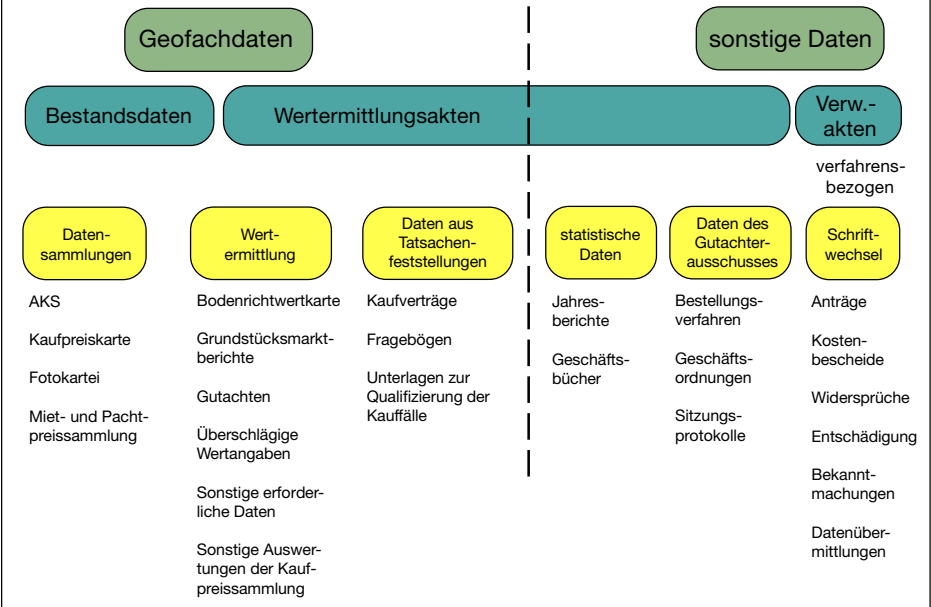 Geofachdaten
sonstige Daten
Bestandsdaten
Wertermittlungsakten
Verw.-
akten
verfahrens-
bezogen
Daten-
sammlungen
AKS
Kaufpreiskarte
Fotokartei
Miet- und Pacht-
preissammlung
Wert-
ermittlung
Bodenrichtwertkarte
Grundstücksmarkt-
berichte
Gutachten
Überschlägige
Wertangaben
Sonstige erforder-
liche Daten
Sonstige Auswer-
tungen der Kauf-
preissammlung
Daten aus
Tatsachen-
feststellungen
Kaufverträge
Fragebögen
Unterlagen zur
Qualifizierung der
Kauffälle
statistische
Daten
Jahres-
berichte
Geschäfts-
bücher
Daten des
Gutachter-
ausschusses
Bestellungs-
verfahren
Geschäfts-
ordnungen
Sitzungs-
protokolle
Schrift-
wechsel
Anträge
Kosten-
bescheide
Widersprüche
Entschädigung
Bekannt-
machungen
Datenüber-
mittlungen